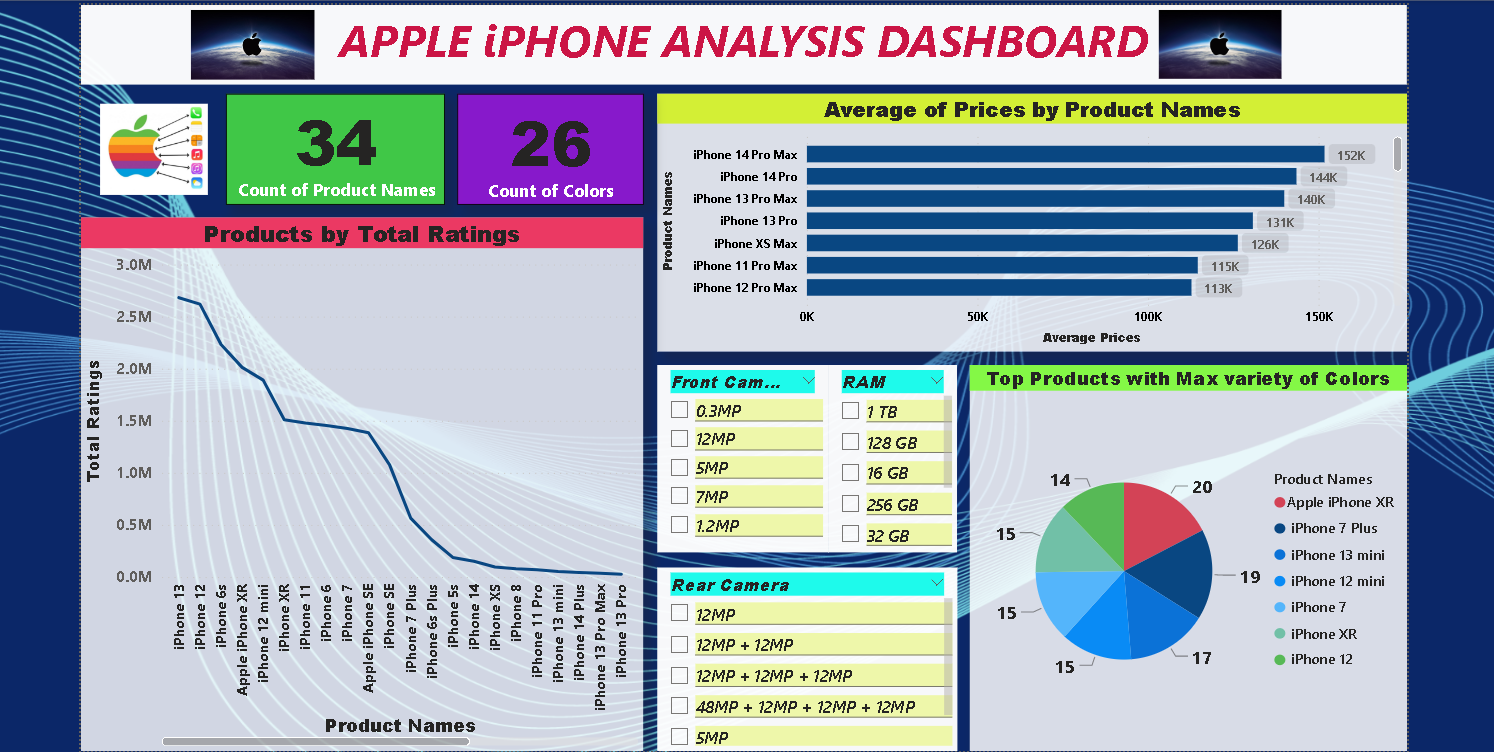 APPLE iPHONE ANALYSIS DASHBOARD
34
Count of Product Names
26
Count of Colors
Average of Prices by Product Names
Product Names
iPhone 14 Pro Max 152K
iPhone 14 Pro 144K
iPhone 13 Pro Max 140K
iPhone 13 Pro 131K
iPhone XS Max 126K
iPhone 11 Pro Max 115K
iPhone 12 Pro Max 113K
0K 50K 100K 150K
Average Prices
Products by Total Ratings
Total Ratings
3.0M
2.5M
2.0M
1.5M
1.0M
0.5M
0.0M
iPhone 13
iPhone 12
iPhone 6s
Apple iPhone XR
iPhone 12 mini
iPhone XR
iPhone 11
iPhone 6
iPhone 7
Apple iPhone SE
iPhone SE
iPhone 7 Plus
iPhone 6s Plus
iPhone 5s
iPhone 14
iPhone XS
iPhone 8
iPhone 11 Pro
iPhone 13 mini
iPhone 14 Plus
iPhone 13 Pro Max
iPhone 13 Pro
Product Names
Front Cam...
0.3MP
12MP
5MP
7MP
1.2MP
RAM
1 TB
128 GB
16 GB
256 GB
32 GB
Rear Camera
12MP
12MP + 12MP
12MP + 12MP + 12MP
48MP + 12MP + 12MP + 12MP
5MP
Top Products with Max variety of Colors
20
19
17
15
15
15
14
Product Names
Apple iPhone XR
iPhone 7 Plus
iPhone 13 mini
iPhone 12 mini
iPhone 7
iPhone XR
iPhone 12